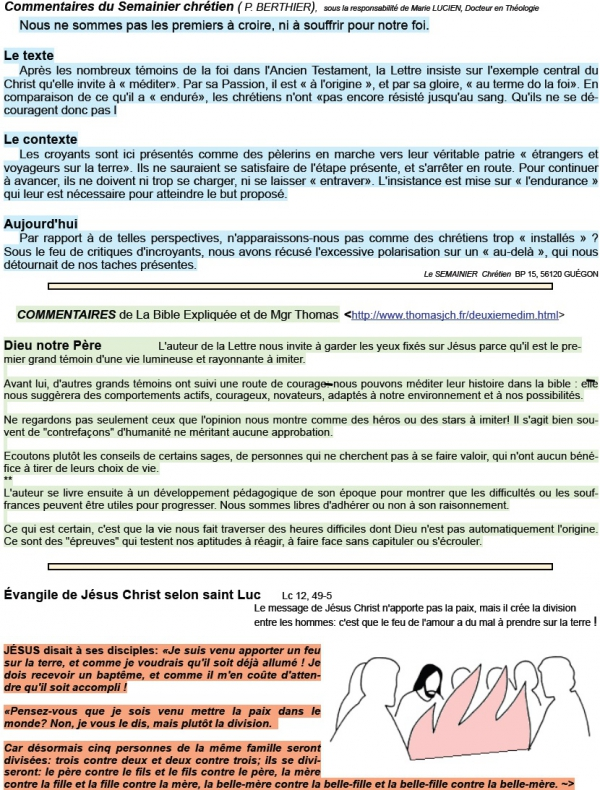 Commentaires du Semainier chrétien ( P. BERTHIER), sous la responsabilité de Marie LUCIEN, Docteur en Théologie
Nous ne sommes pas les premiers à croire, ni à souffrir pour notre foi.
Le texte
Après les nombreux témoins de la foi dans l'Ancien Testament, la Lettre insiste sur l'exemple central du
Christ qu'elle invite à « méditer». Par sa Passion, il est « à l'origine », et par sa gloire, « au terme do la foi». En
comparaison de ce qu'il a « enduré», les chrétiens n'ont «pas encore résisté jusqu'au sang. Qu'ils ne se dé-
couragent donc pas I
Le contexte
Les croyants sont ici présentés comme des pèlerins en marche vers leur véritable patrie « étrangers et
voyageurs sur la terre». Ils ne sauraient se satisfaire de l'étape présente, et s'arrêter en route. Pour continuer
à avancer, ils ne doivent ni trop se charger, ni se laisser « entraver». L'insistance est mise sur « l'endurance »
qui leur est nécessaire pour atteindre le but proposé.
Aujourd'hui
Par rapport à de telles perspectives, n'apparaissons-nous pas comme des chrétiens trop « installés » ?
Sous le feu de critiques d'incroyants, nous avons récusé l'excessive polarisation sur un « au-delà », qui nous
détournait de nos taches présentes.
Le SEMAINIER Chrétien BP 15, 56120 GUÉGON
COMMENTAIRES de La Bible Expliquée et de Mgr Thomas <http://www.thomasjch.fr/deuxiemedim.html>
Dieu notre Père L'auteur de la Lettre nous invite à garder les yeux fixés sur Jésus parce qu'il est le pre-
mier grand témoin d'une vie lumineuse et rayonnante à imiter.
Avant lui, d'autres grands témoins ont suivi une route de courage nous pouvons méditer leur histoire dans la bible : elle
nous suggèrera des comportements actifs, courageux, novateurs, adaptés à notre environnement et à nos possibilités.
Ne regardons pas seulement ceux que l'opinion nous montre comme des héros ou des stars à imiter! Il s'agit bien sou-
vent de "contrefaçons" d'humanité ne méritant aucune approbation.
Ecoutons plutôt les conseils de certains sages, de personnes qui ne cherchent pas à se faire valoir, qui n'ont aucun béné-
fice à tirer de leurs choix de vie.
**
L'auteur se livre ensuite à un développement pédagogique de son époque pour montrer que les difficultés ou les souf-
frances peuvent être utiles pour progresser. Nous sommes libres d'adhérer ou non à son raisonnement.
Ce qui est certain, c'est que la vie nous fait traverser des heures difficiles dont Dieu n'est pas automatiquement l'origine.
Ce sont des "épreuves" qui testent nos aptitudes à réagir, à faire face sans capituler ou s'écrouler.
Évangile de Jésus Christ selon saint Luc Lc 12, 49-5
Le message de Jésus Christ n'apporte pas la paix, mais il crée la division
entre les hommes: c'est que le feu de l'amour a du mal à prendre sur la terre !
JÉSUS disait à ses disciples: «Je suis venu apporter un feu
sur la terre, et comme je voudrais qu'il soit déjà allumé ! Je
dois recevoir un baptême, et comme il m'en coûte d'atten-
dre qu'il soit accompli !
«Pensez-vous que je sois venu mettre la paix dans le
monde? Non, je vous le dis, mais plutôt la division.
Car désormais cinq personnes de la même famille seront
divisées: trois contre deux et deux contre trois; ils se divi-
seront: le père contre le fils et le fils contre le père, la mère
contre la fille et la fille contre la mère, la belle-mère contre la belle-fille et la belle-fille contre la belle-mère. ~>